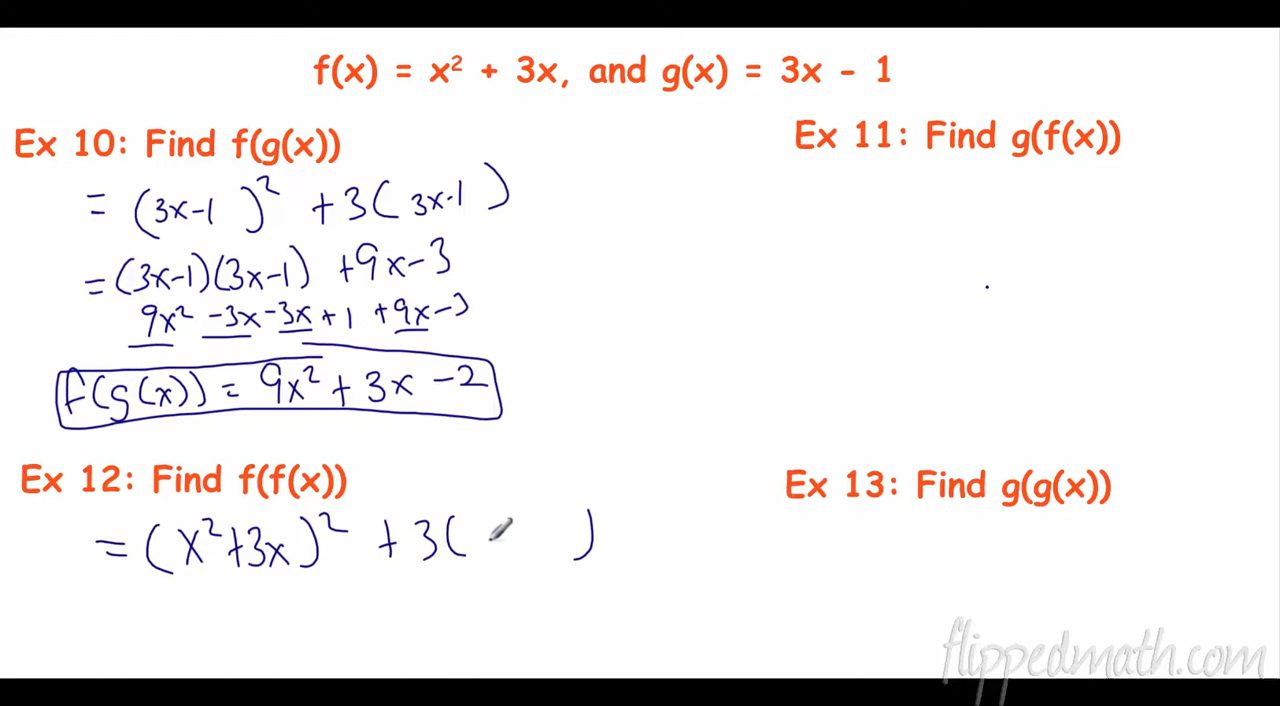 f(x) = x² + 3x, and g(x) = 3x - 1
Ex 10: Find f(g(x))
= (3x-1)² + 3(3x-1)
= (3x-1)(3x-1) + 9x - 3
9x² - 3x - 3x + 1 + 9x - 3
f(g(x)) = 9x² + 3x - 2
Ex 11: Find g(f(x))
Ex 12: Find f(f(x))
= (x² + 3x)² + 3( )
Ex 13: Find g(g(x))
flippedmath.com